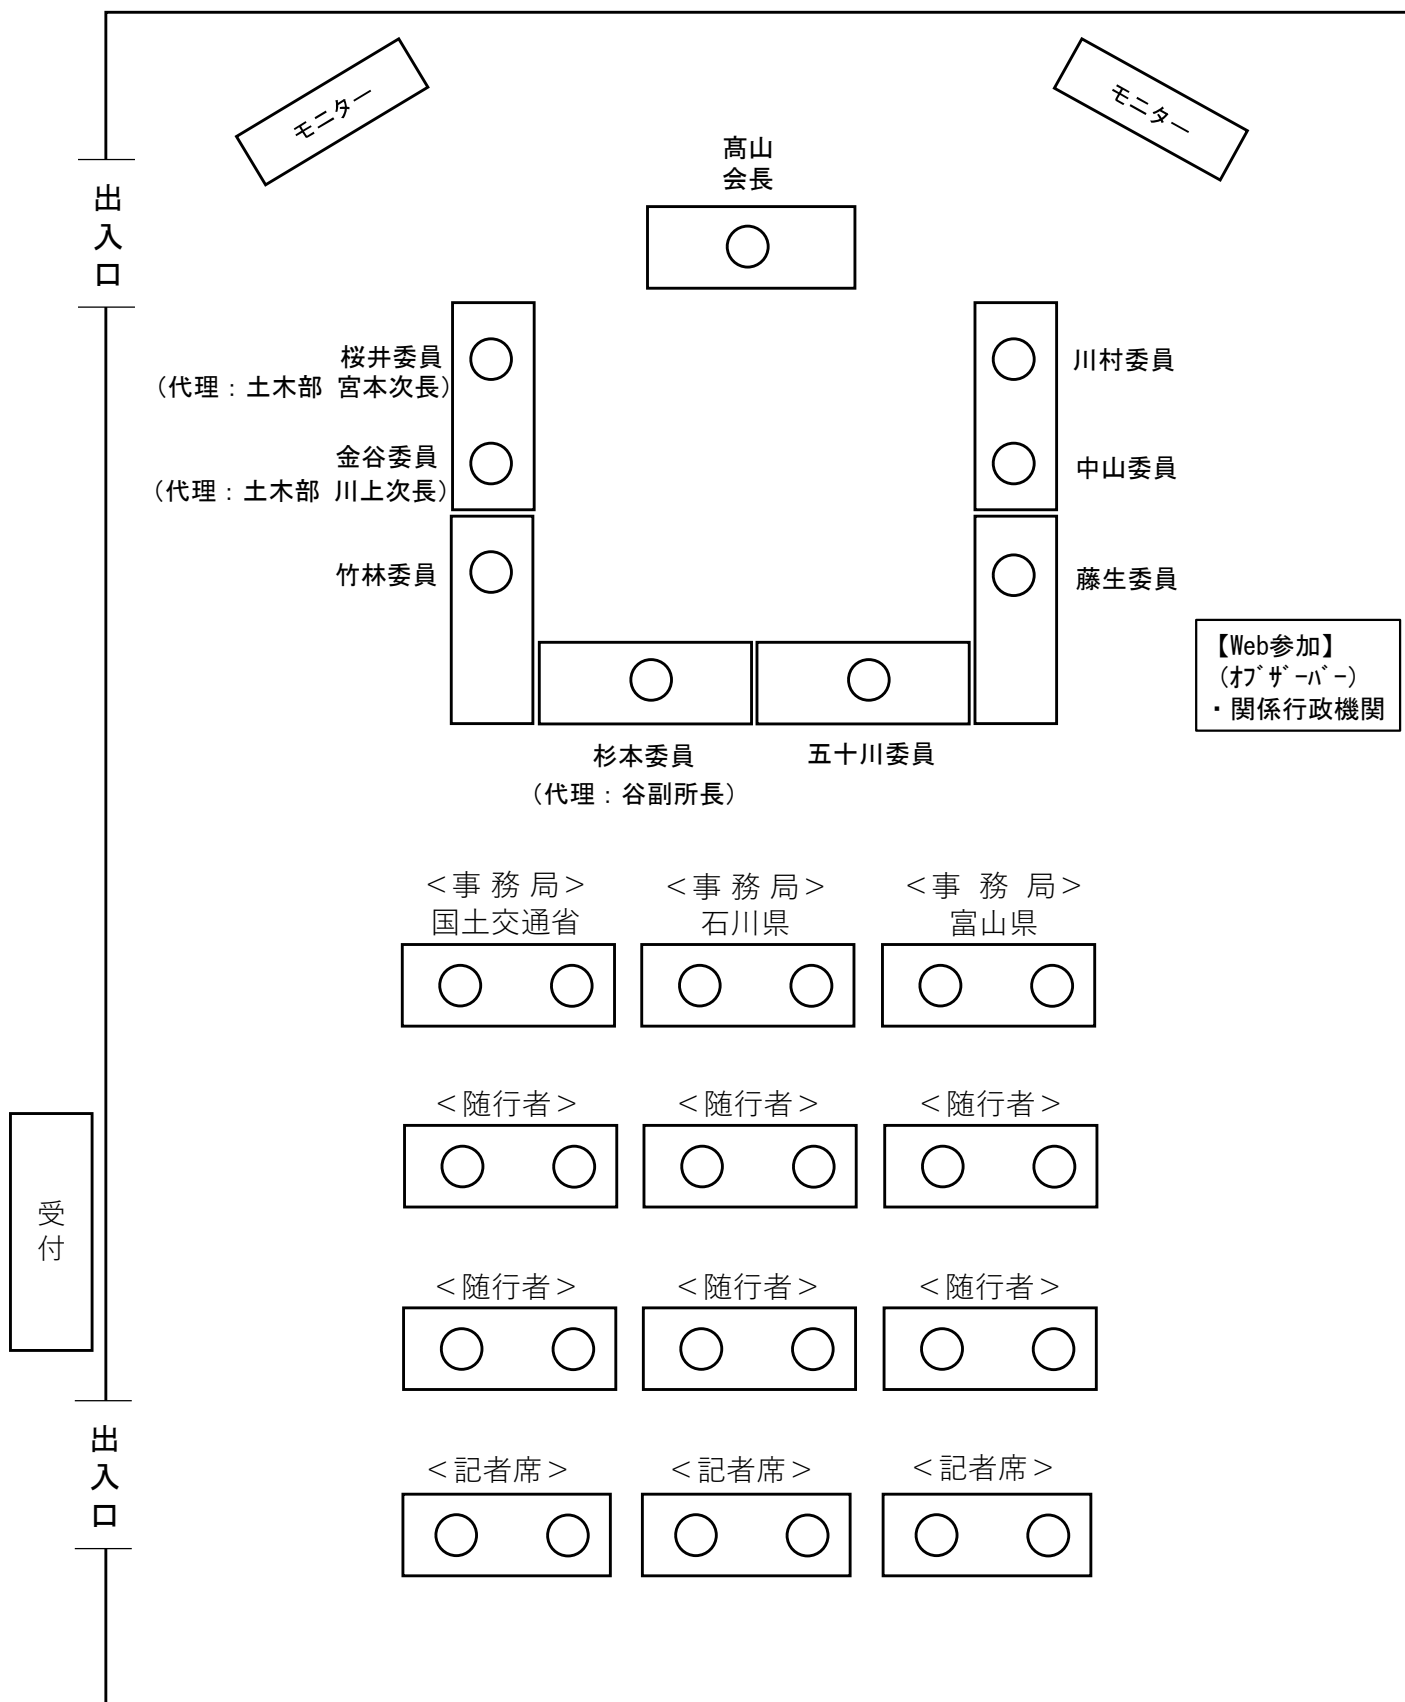 モニター
モニター
髙山
会長
出入口
桜井委員
（代理：土木部 宮本次長）
川村委員
金谷委員
（代理：土木部 川上次長）
中山委員
竹林委員
藤生委員
【Web参加】
（ｵﾌﾞｻﾞｰﾊﾞｰ）
・関係行政機関
杉本委員
（代理：谷副所長）
五十川委員
＜事務局＞
国土交通省
＜事務局＞
石川県
＜事務局＞
富山県
＜随行者＞
＜随行者＞
＜随行者＞
受付
＜随行者＞
＜随行者＞
＜随行者＞
出入口
＜記者席＞
＜記者席＞
＜記者席＞